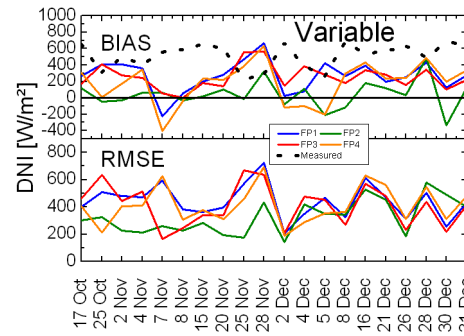 Variable
BIAS
1000
800
600
400
200
0
-200
-400
FP1
FP2
FP3
FP4
Measured
DNI [W/m²]
RMSE
800
600
400
200
0
17 Oct
25 Oct
2 Nov
4 Nov
7 Nov
8 Nov
15 Nov
20 Nov
25 Nov
28 Nov
2 Dec
4 Dec
5 Dec
8 Dec
16 Dec
21 Dec
26 Dec
28 Dec
30 Dec
31 Dec